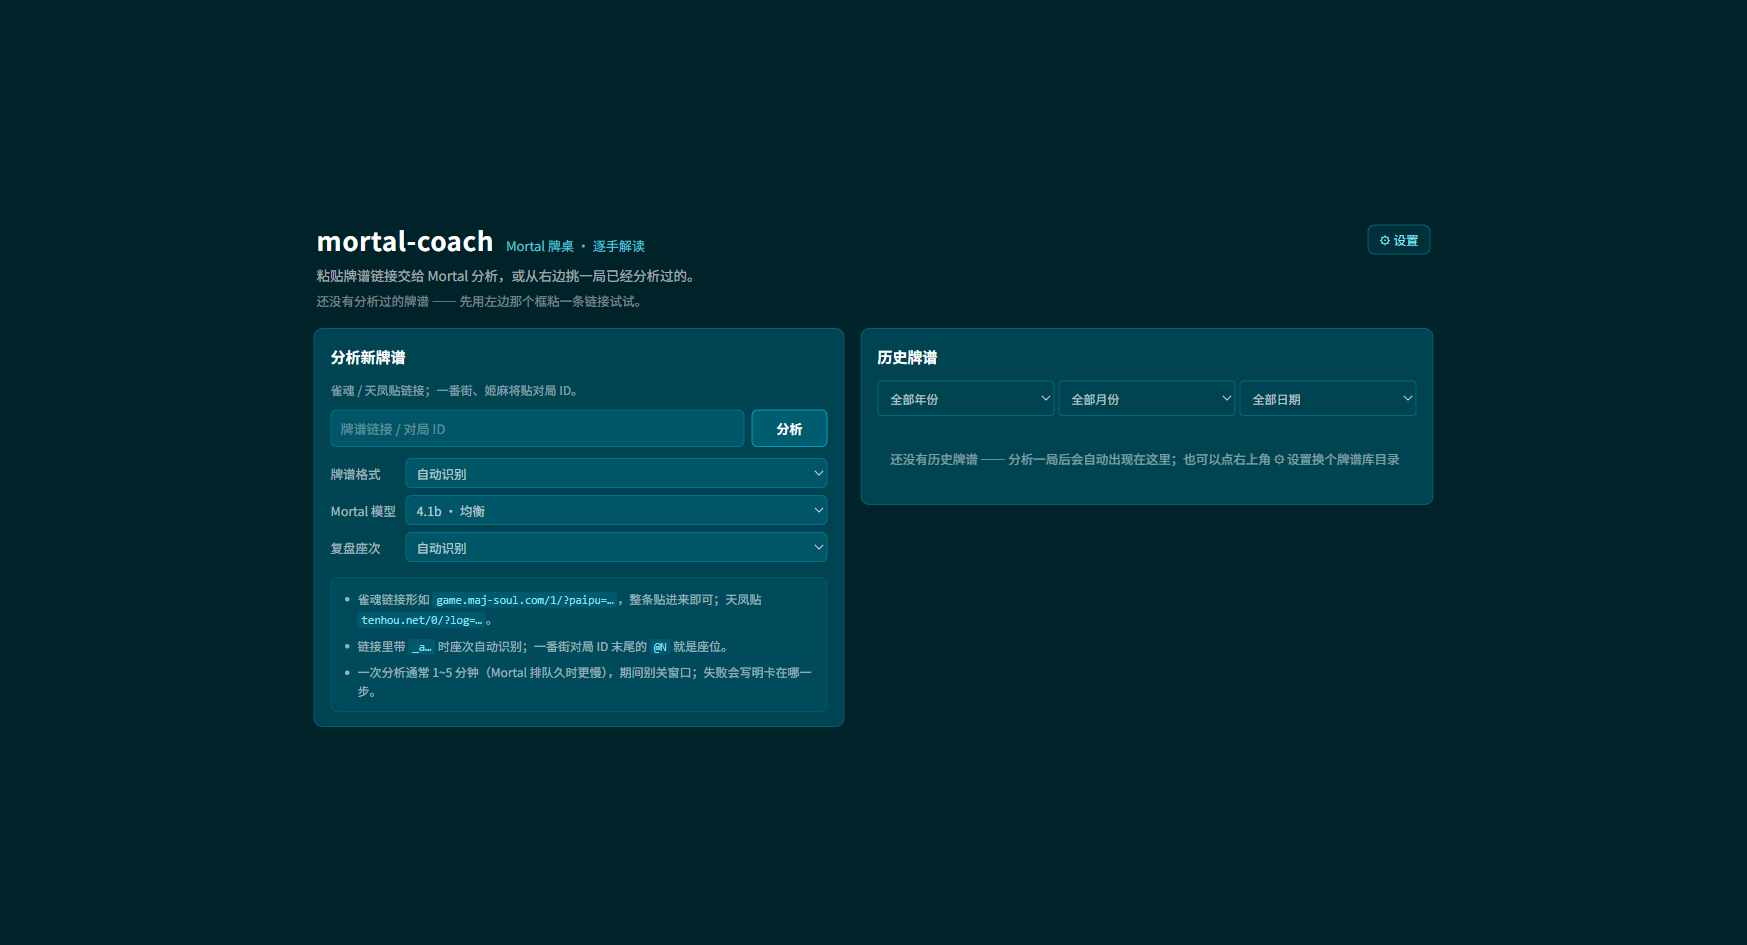 mortal-coach Mortal 牌桌 · 逐手解读
⚙ 设置
粘贴牌谱链接交给 Mortal 分析，或从右边挑一局已经分析过的。
还没有分析过的牌谱 —— 先用左边那个框粘一条链接试试。
分析新牌谱
雀魂 / 天凤贴链接；一番街、姬麻将贴对局 ID。
牌谱链接 / 对局 ID
分析
牌谱格式 自动识别
Mortal 模型 4.1b · 均衡
复盘座次 自动识别
• 雀魂链接形如 game.maj-soul.com/1/?paipu=… ，整条贴进来即可；天凤贴
tenhou.net/0/?log=… 。
• 链接里带 _a… 时座次自动识别；一番街对局 ID 末尾的 @N 就是座位。
• 一次分析通常 1~5 分钟（Mortal 排队久时更慢），期间别关窗口；失败会写明卡在哪一
步。
历史牌谱
全部年份 全部月份 全部日期
还没有历史牌谱 —— 分析一局后会自动出现在这里；也可以点右上角 ⚙ 设置换个牌谱库目录